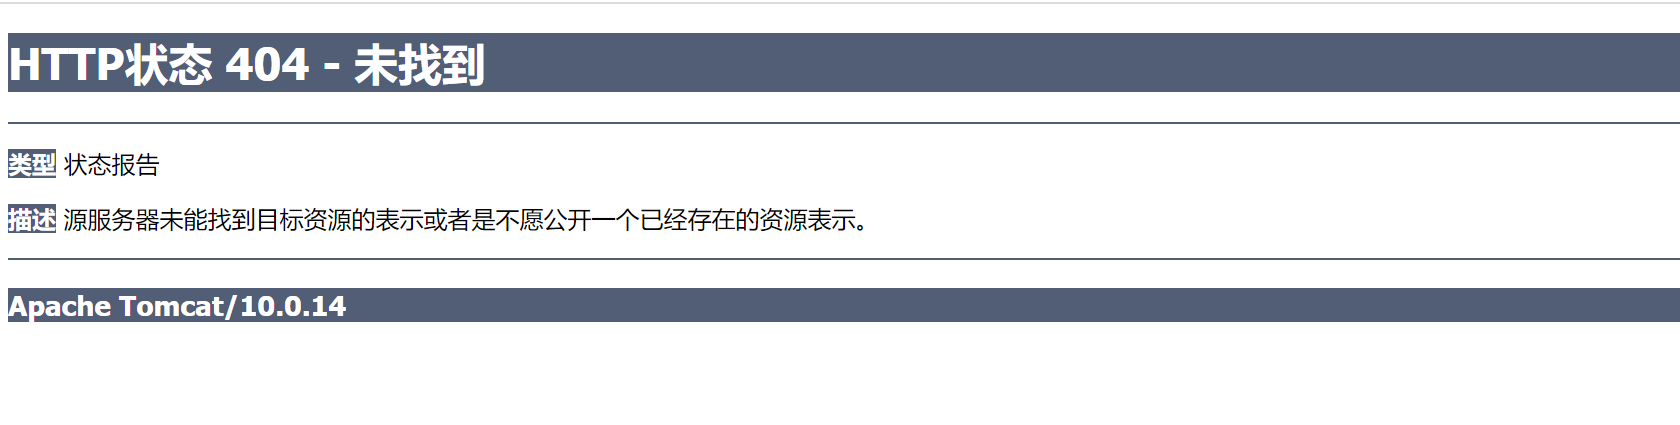 HTTP状态 404 - 未找到
类型 状态报告
描述 源服务器未能找到目标资源的表示或者是不愿公开一个已经存在的资源表示。
Apache Tomcat/10.0.14